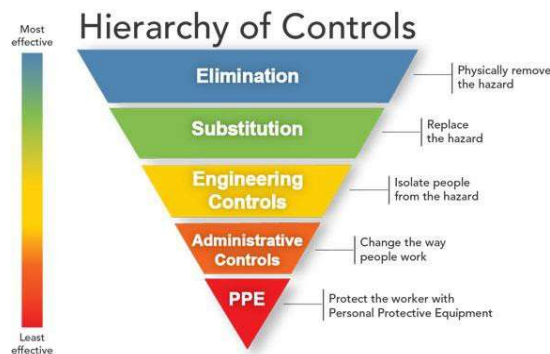 Hierarchy of Controls
Most
effective
Elimination
Physically remove
the hazard
Substitution
Replace
the hazard
Engineering
Controls
Isolate people
from the hazard
Administrative
Controls
Change the way
people work
PPE
Protect the worker with
Personal Protective Equipment
Least
effective